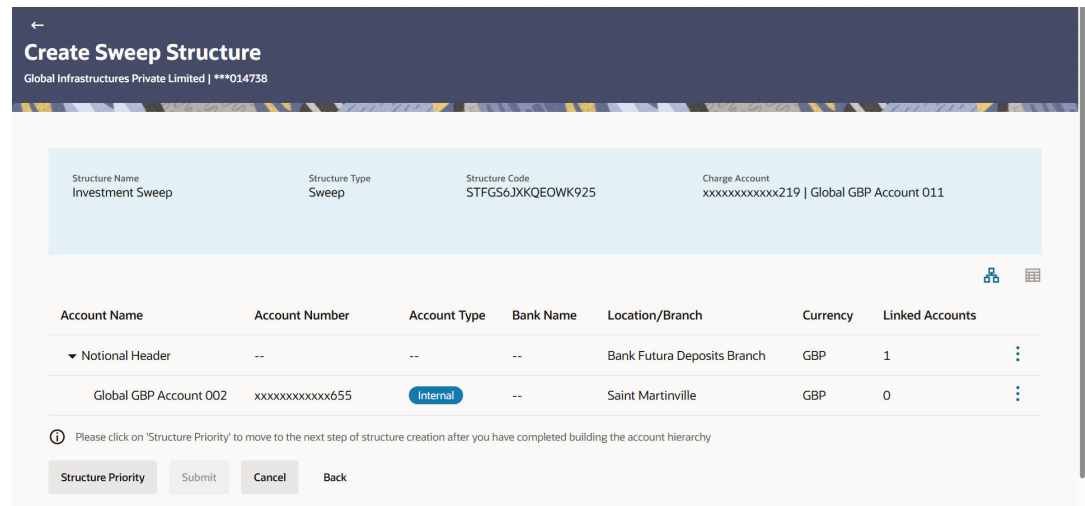 Create Sweep Structure
Global Infrastructures Private Limited | ***014738
Structure Name Structure Type Structure Code Charge Account
Investment Sweep Sweep STFGS6JXKQEOWK925 xxxxxxxxxxxx219 | Global GBP Account 011
Account Name Account Number Account Type Bank Name Location/Branch Currency Linked Accounts
Notional Header -- -- -- Bank Futura Deposits Branch GBP 1
Global GBP Account 002 xxxxxxxxxxxx655 Internal -- Saint Martinville GBP 0
Please click on 'Structure Priority' to move to the next step of structure creation after you have completed building the account hierarchy
Structure Priority Submit Cancel Back